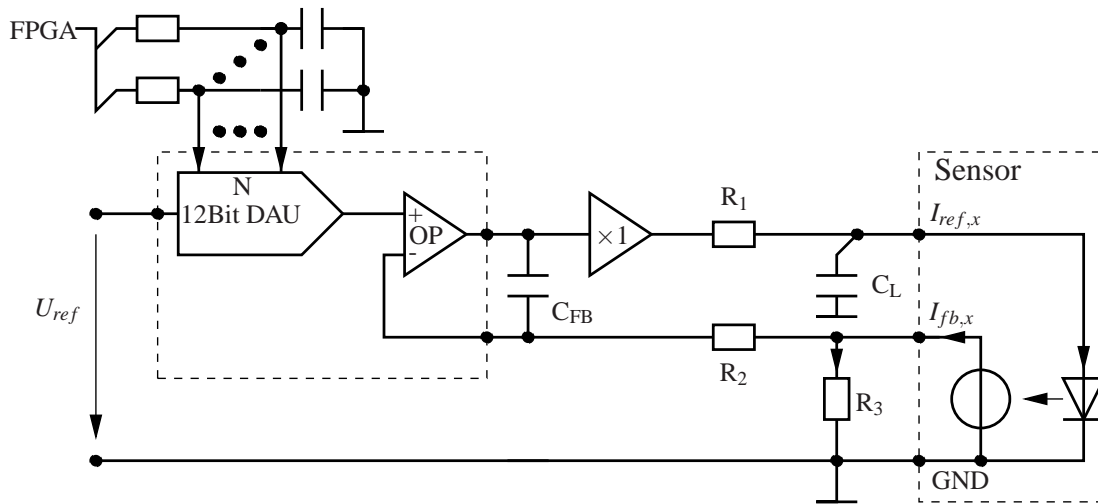 FPGA
N
12Bit DAU
+
OP
-
×1
R1
Sensor
Iref,x
Uref
CFB
CL
Ifb,x
R2
R3
GND